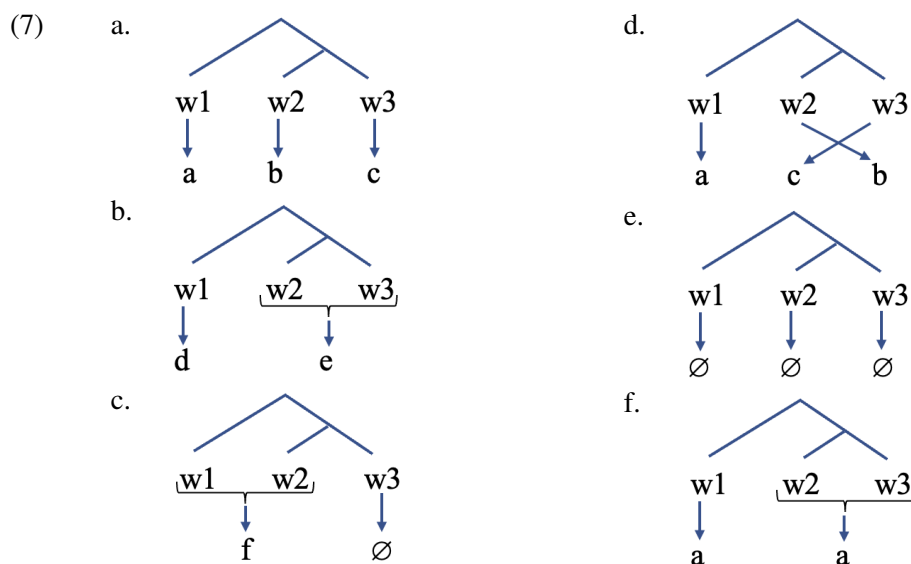 (7)
a.
w1 w2 w3
a b c
b.
w1 w2 w3
d e
c.
w1 w2 w3
f ∅
d.
w1 w2 w3
a c b
e.
w1 w2 w3
∅ ∅ ∅
f.
w1 w2 w3
a a